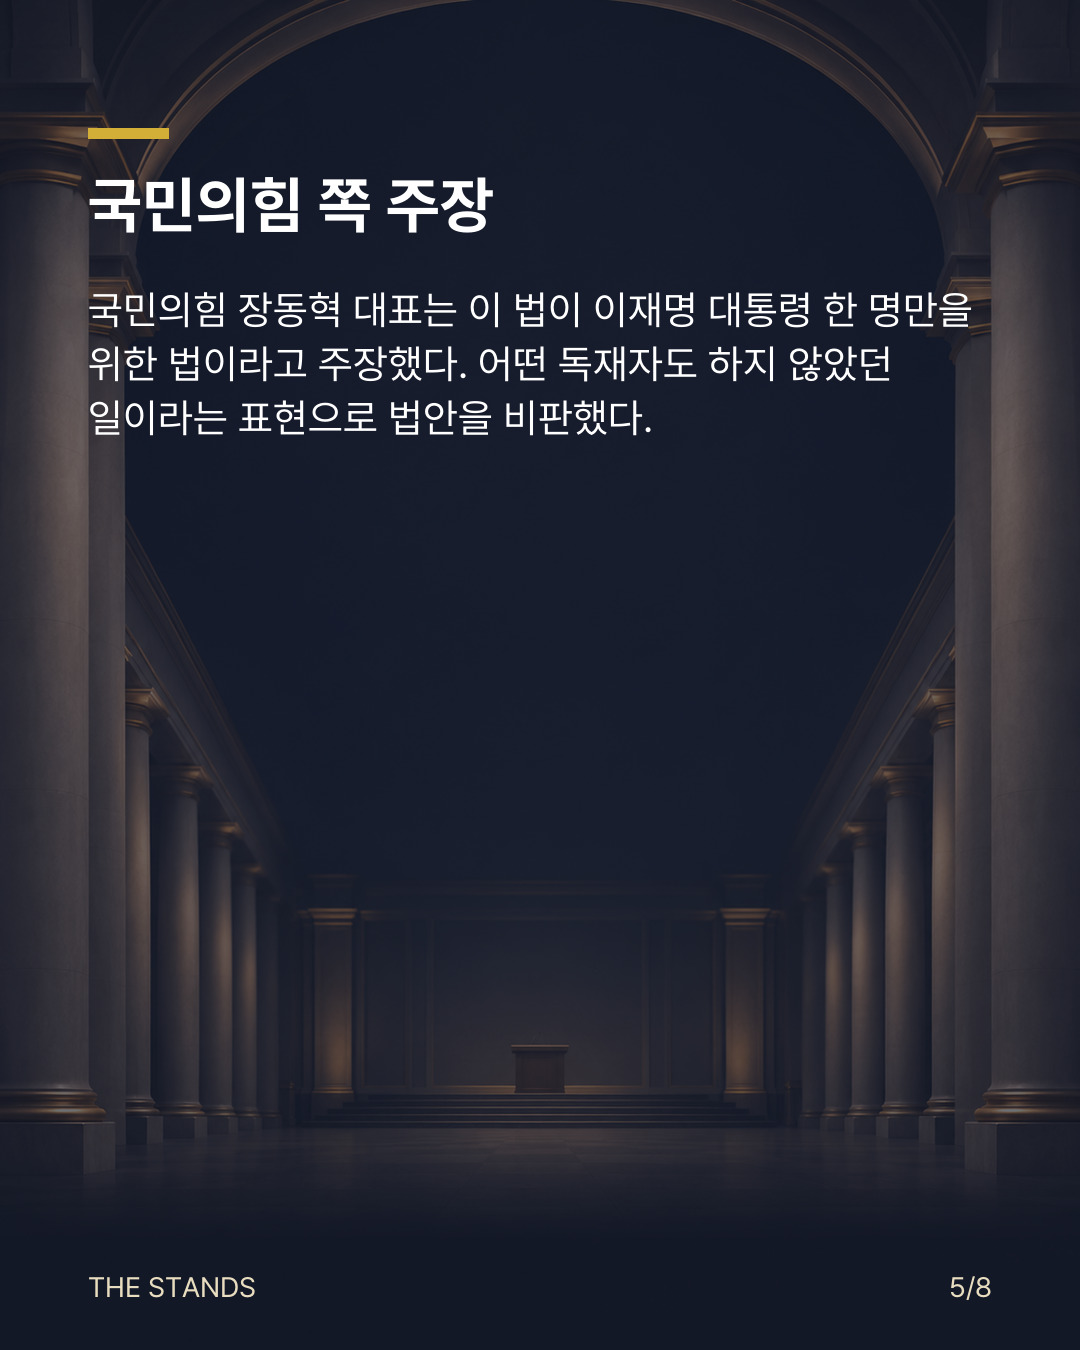 국민의힘 쪽 주장
국민의힘 장동혁 대표는 이 법이 이재명 대통령 한 명만을
위한 법이라고 주장했다. 어떤 독재자도 하지 않았던
일이라는 표현으로 법안을 비판했다.
THE STANDS
5/8